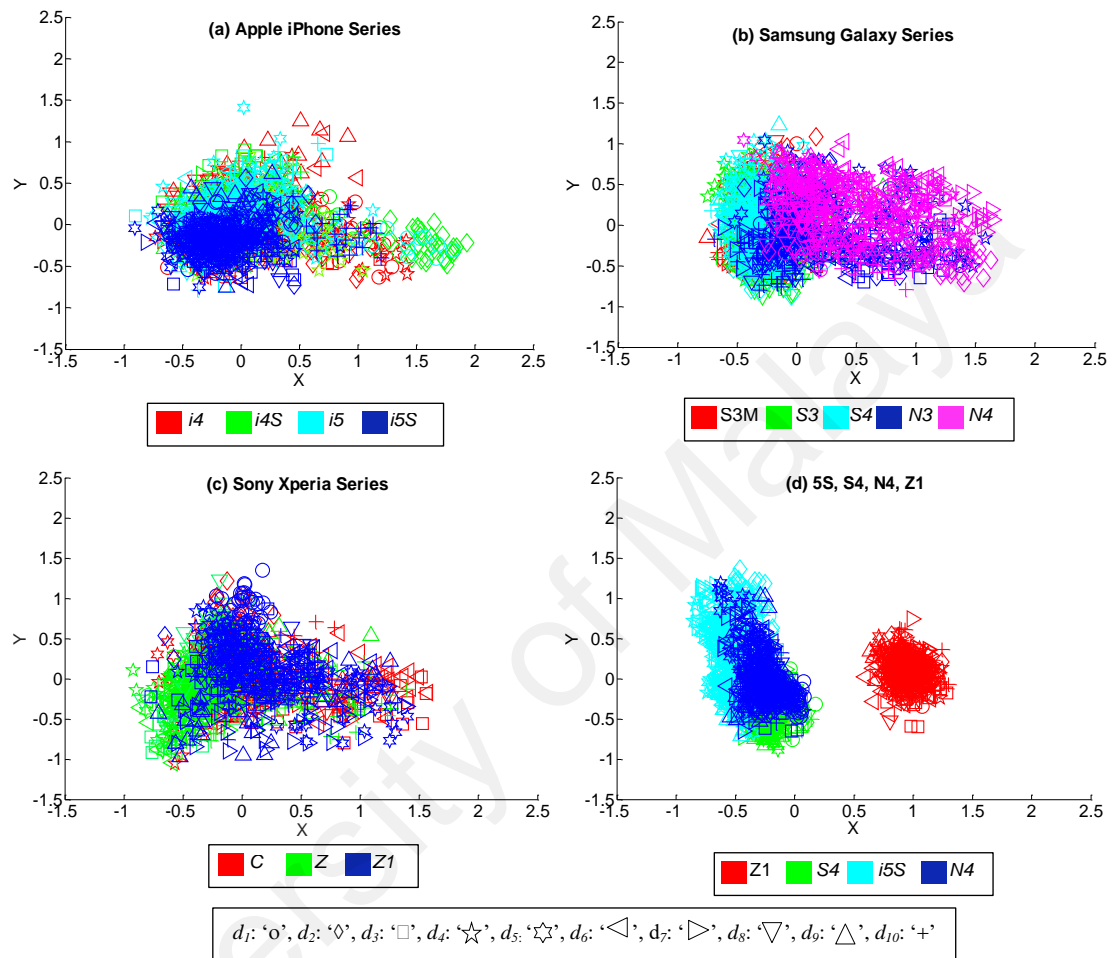 (a) Apple iPhone Series
2.5
2
1.5
1
0.5
0
-0.5
-1
-1.5
Y
-1.5 -1 -0.5 0 0.5 1 1.5 2 2.5
X
i4 i4S i5 i5S
(b) Samsung Galaxy Series
2.5
2
1.5
1
0.5
0
-0.5
-1
-1.5
Y
-1.5 -1 -0.5 0 0.5 1 1.5 2 2.5
X
S3M S3 S4 N3 N4
(c) Sony Xperia Series
2.5
2
1.5
1
0.5
0
-0.5
-1
-1.5
Y
-1.5 -1 -0.5 0 0.5 1 1.5 2 2.5
X
C Z Z1
(d) 5S, S4, N4, Z1
2.5
2
1.5
1
0.5
0
-0.5
-1
-1.5
Y
-1.5 -1 -0.5 0 0.5 1 1.5 2 2.5
X
Z1 S4 i5S N4
d1: ‘o’, d2: ‘◊’, d3: ‘□’, d4: ‘☆’, d5: ‘✡’, d6: ‘◁’, d7: ‘▷’, d8: ‘▽’, d9: ‘△’, d10: ‘+’
ersity of Malaya